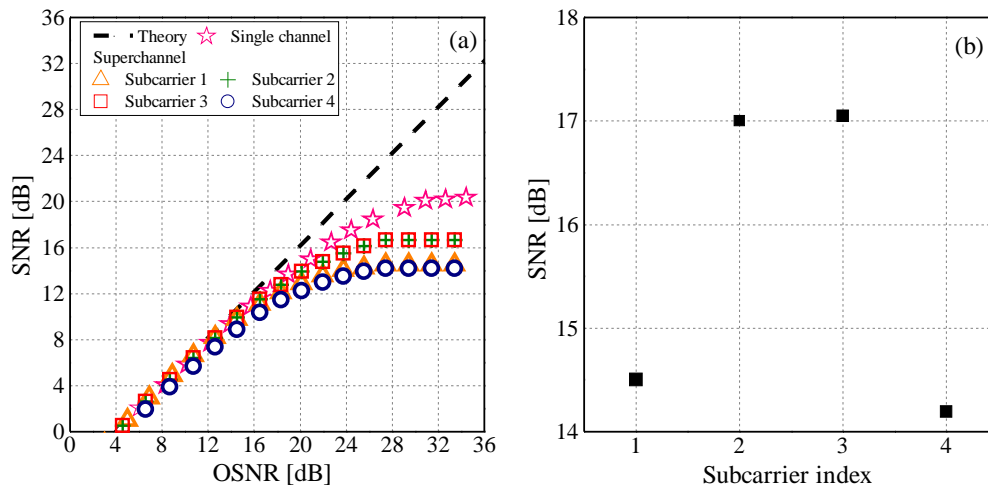 36
32
28
24
20
16
12
8
4
0
SNR [dB]
Theory
Single channel
Superchannel
Subcarrier 1
Subcarrier 2
Subcarrier 3
Subcarrier 4
(a)
0 4 8 12 16 20 24 28 32 36
OSNR [dB]
18
17
16
15
14
SNR [dB]
(b)
1 2 3 4
Subcarrier index